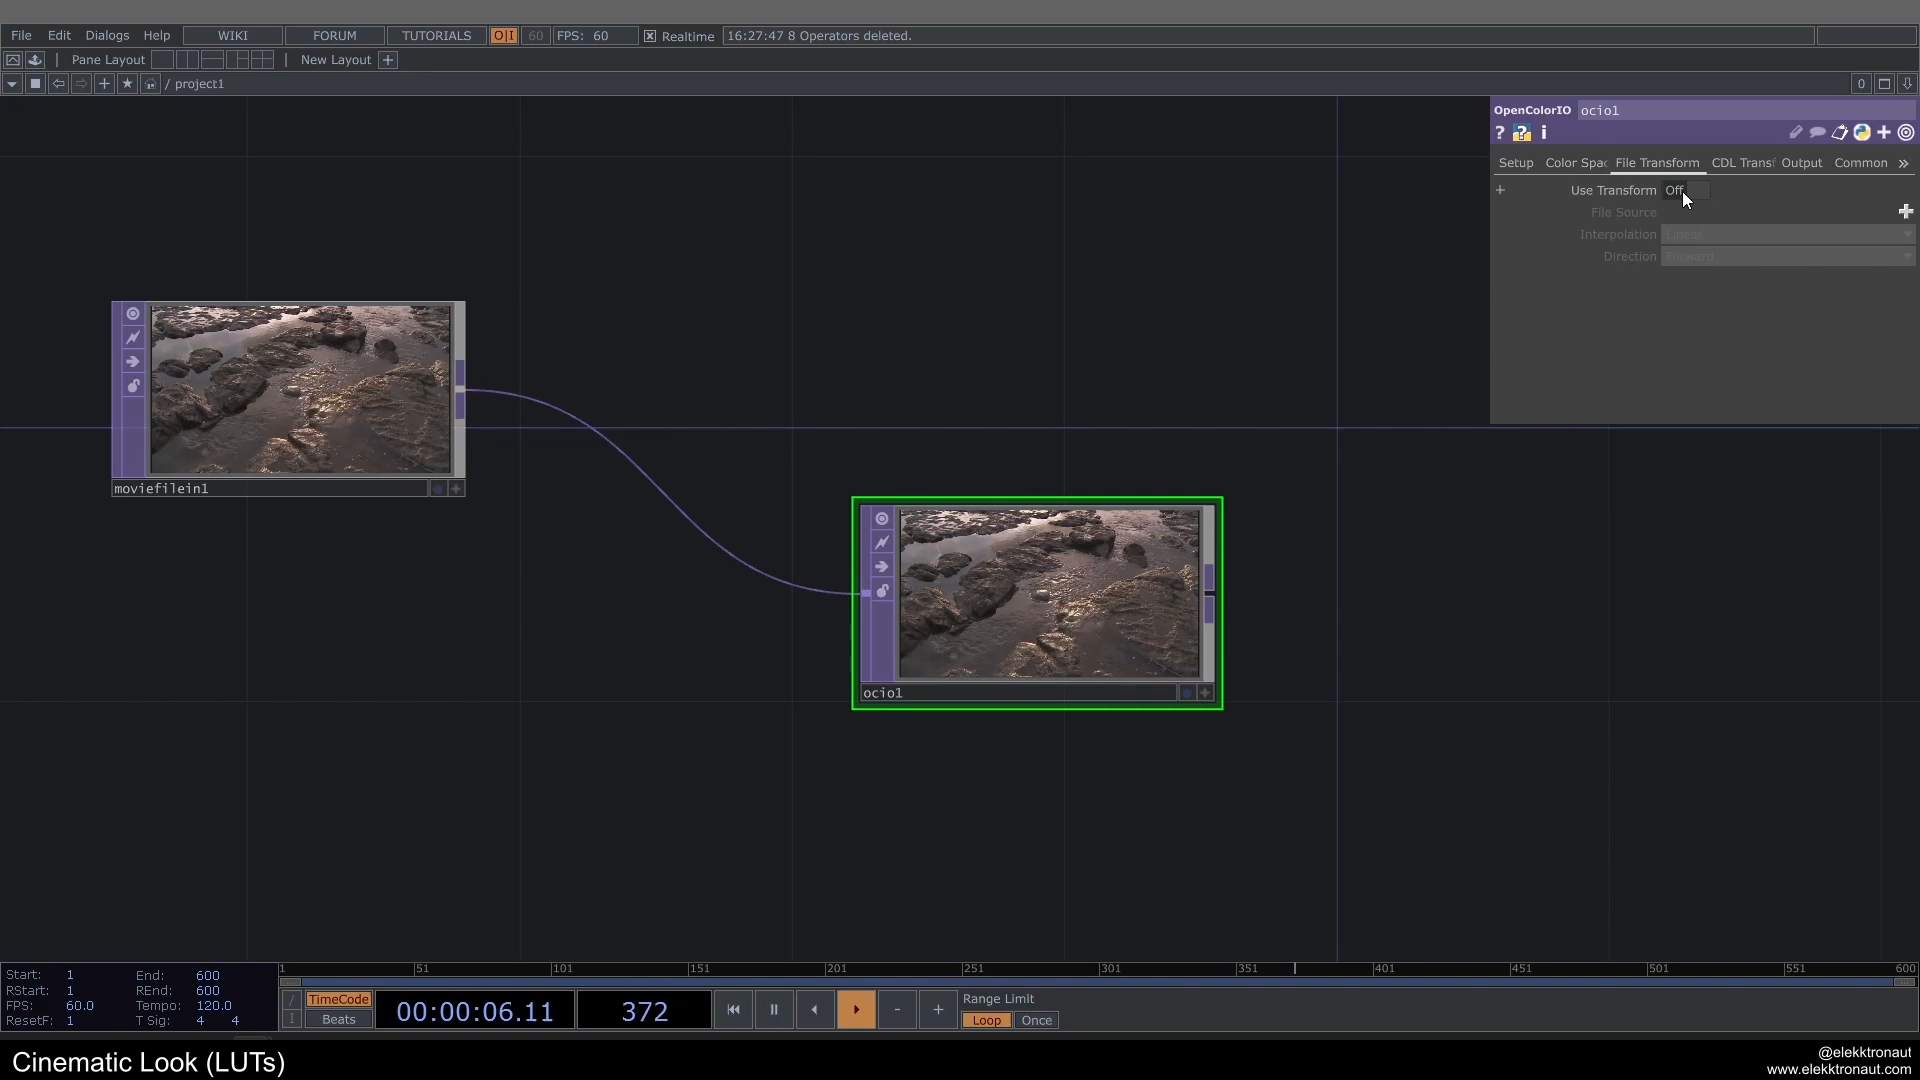 File Edit Dialogs Help WIKI FORUM TUTORIALS O|I 60 FPS: 60 Realtime 16:27:47 8 Operators deleted.
Pane Layout New Layout +
/ project1 0
OpenColorIO ocio1
? ? i
Setup Color Spac File Transform CDL Transf Output Common »
+ Use Transform Off
File Source
Interpolation Linear
Direction Forward
moviefilein1
ocio1
1 51 101 151 201 251 301 351 401 451 501 551 600
Start: 1 End: 600
RStart: 1 REnd: 600
FPS: 60.0 Tempo: 120.0
ResetF: 1 T Sig: 4 4
TimeCode
Beats
00:00:06.11 372
- +
Range Limit
Loop Once
Cinematic Look (LUTs)
@elekktronaut
www.elekktronaut.com